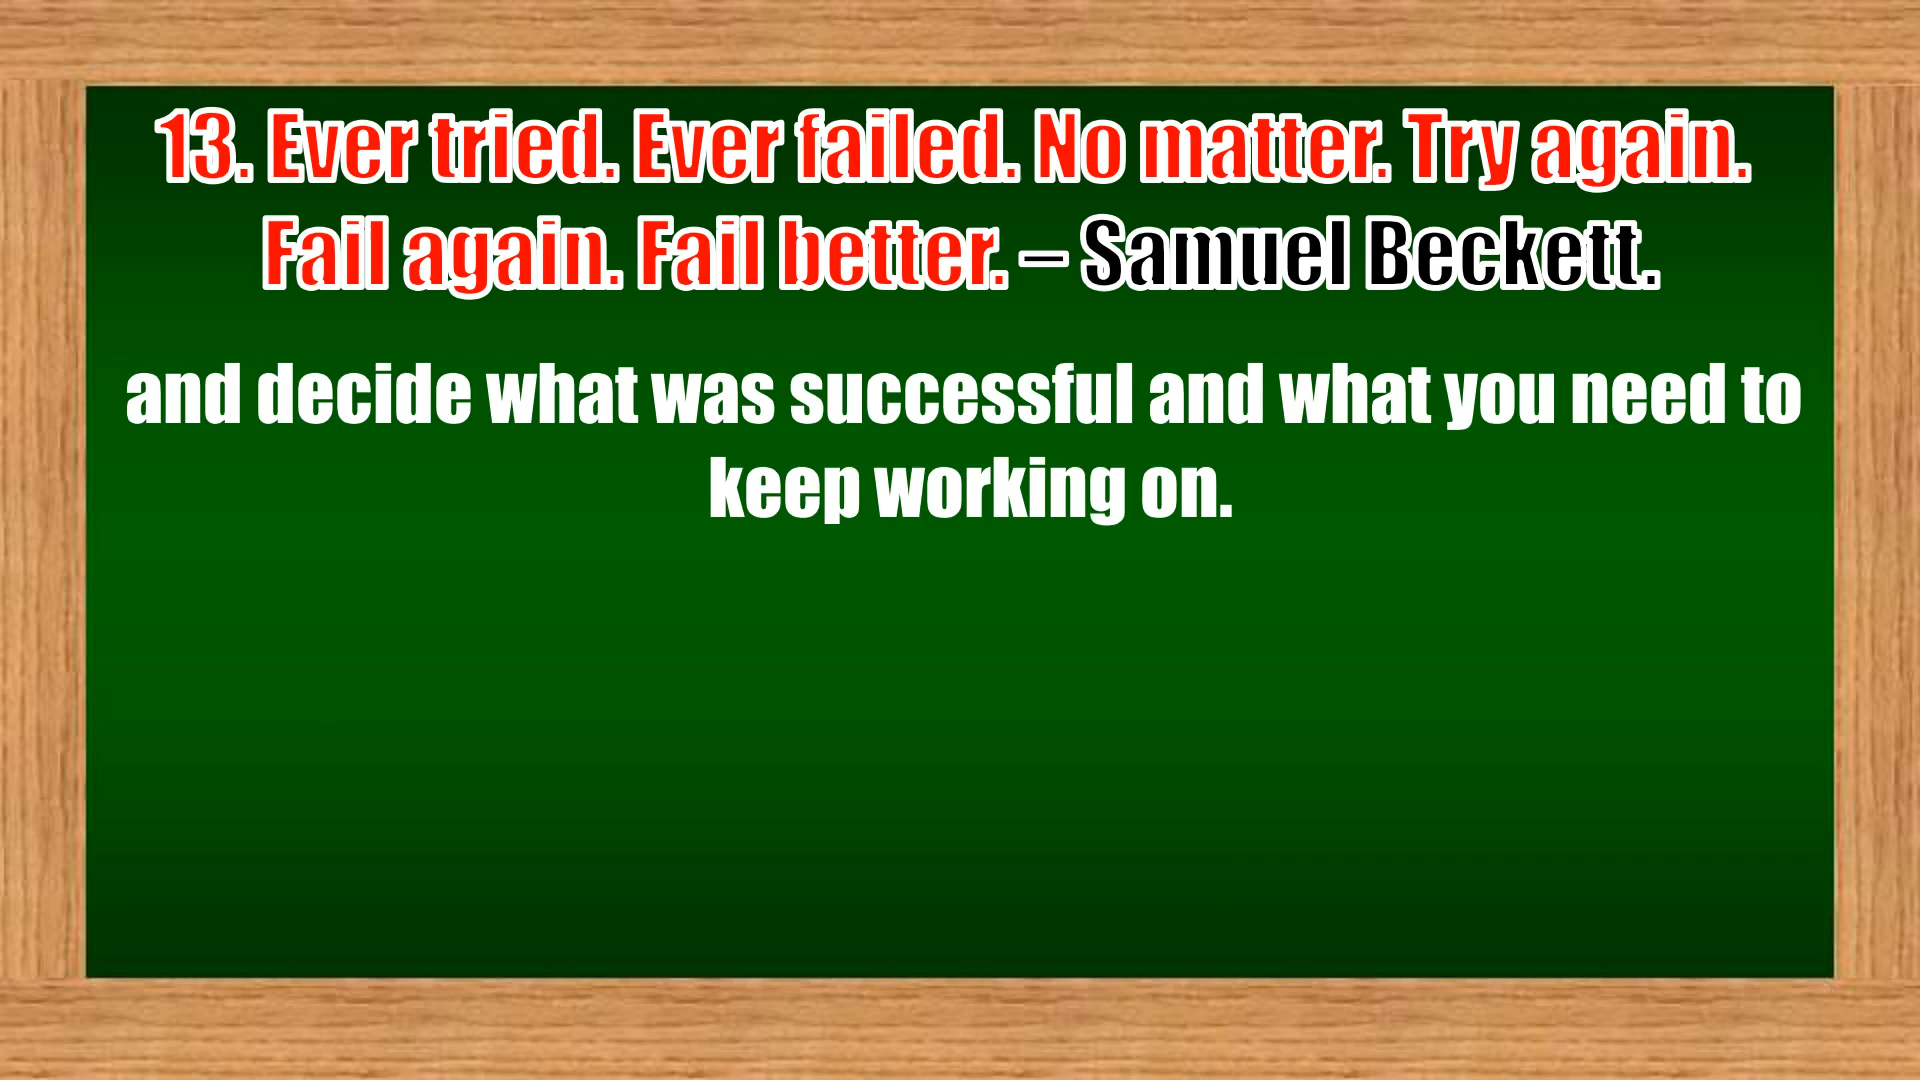 13. Ever tried. Ever failed. No matter. Try again.
Fail again. Fail better. – Samuel Beckett.
and decide what was successful and what you need to
keep working on.